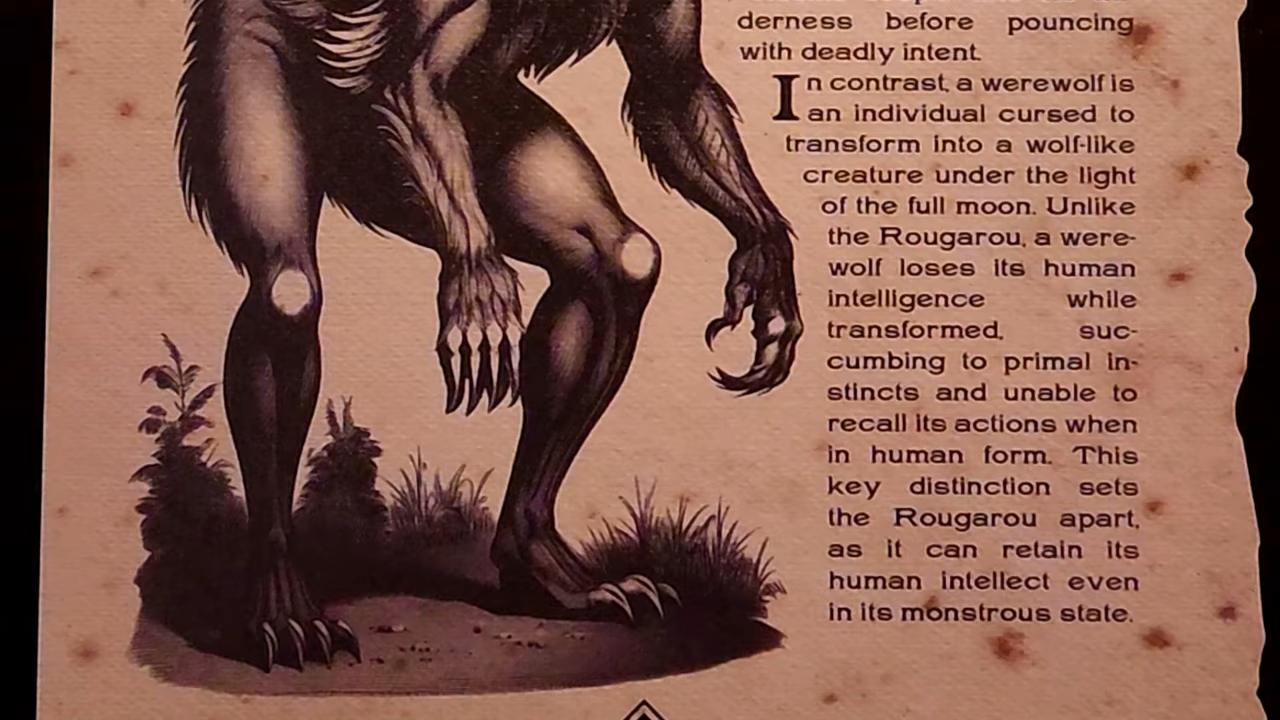 derness before pouncing
with deadly intent.
In contrast, a werewolf is
an individual cursed to
transform into a wolf-like
creature under the light
of the full moon. Unlike
the Rougarou, a were-
wolf loses its human
intelligence while
transformed, suc-
cumbing to primal in-
stincts and unable to
recall its actions when
in human form. This
key distinction sets
the Rougarou apart,
as it can retain its
human intellect even
in its monstrous state.